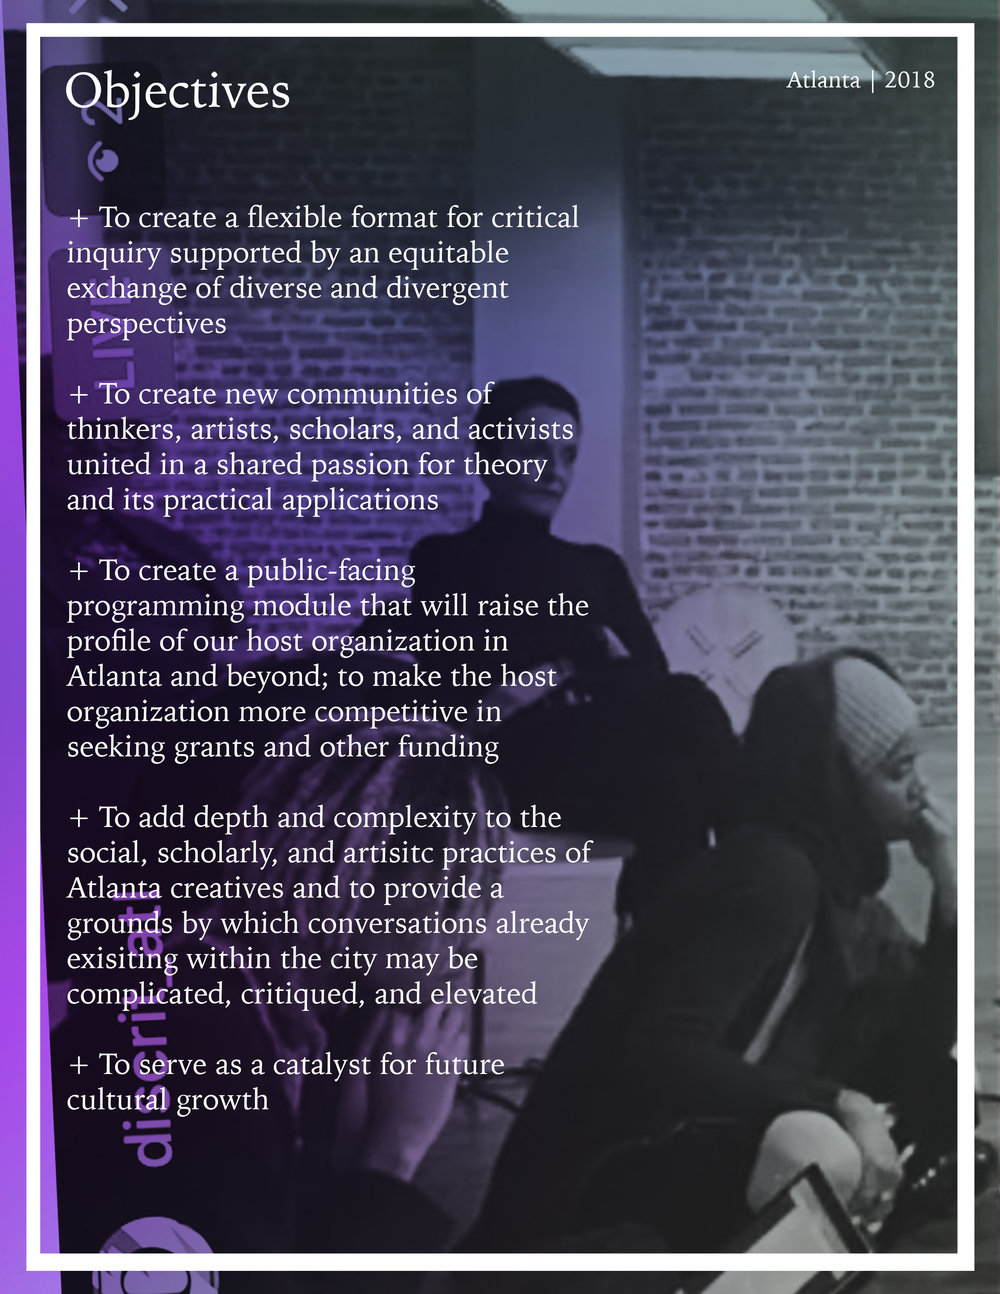 Objectives
Atlanta | 2018
+ To create a flexible format for critical
inquiry supported by an equitable
exchange of diverse and divergent
perspectives
+ To create new communities of
thinkers, artists, scholars, and activists
united in a shared passion for theory
and its practical applications
+ To create a public-facing
programming module that will raise the
profile of our host organization in
Atlanta and beyond; to make the host
organization more competitive in
seeking grants and other funding
+ To add depth and complexity to the
social, scholarly, and artisitc practices of
Atlanta creatives and to provide a
grounds by which conversations already
exisiting within the city may be
complicated, critiqued, and elevated
+ To serve as a catalyst for future
cultural growth
discrit_atl
LIVE
2